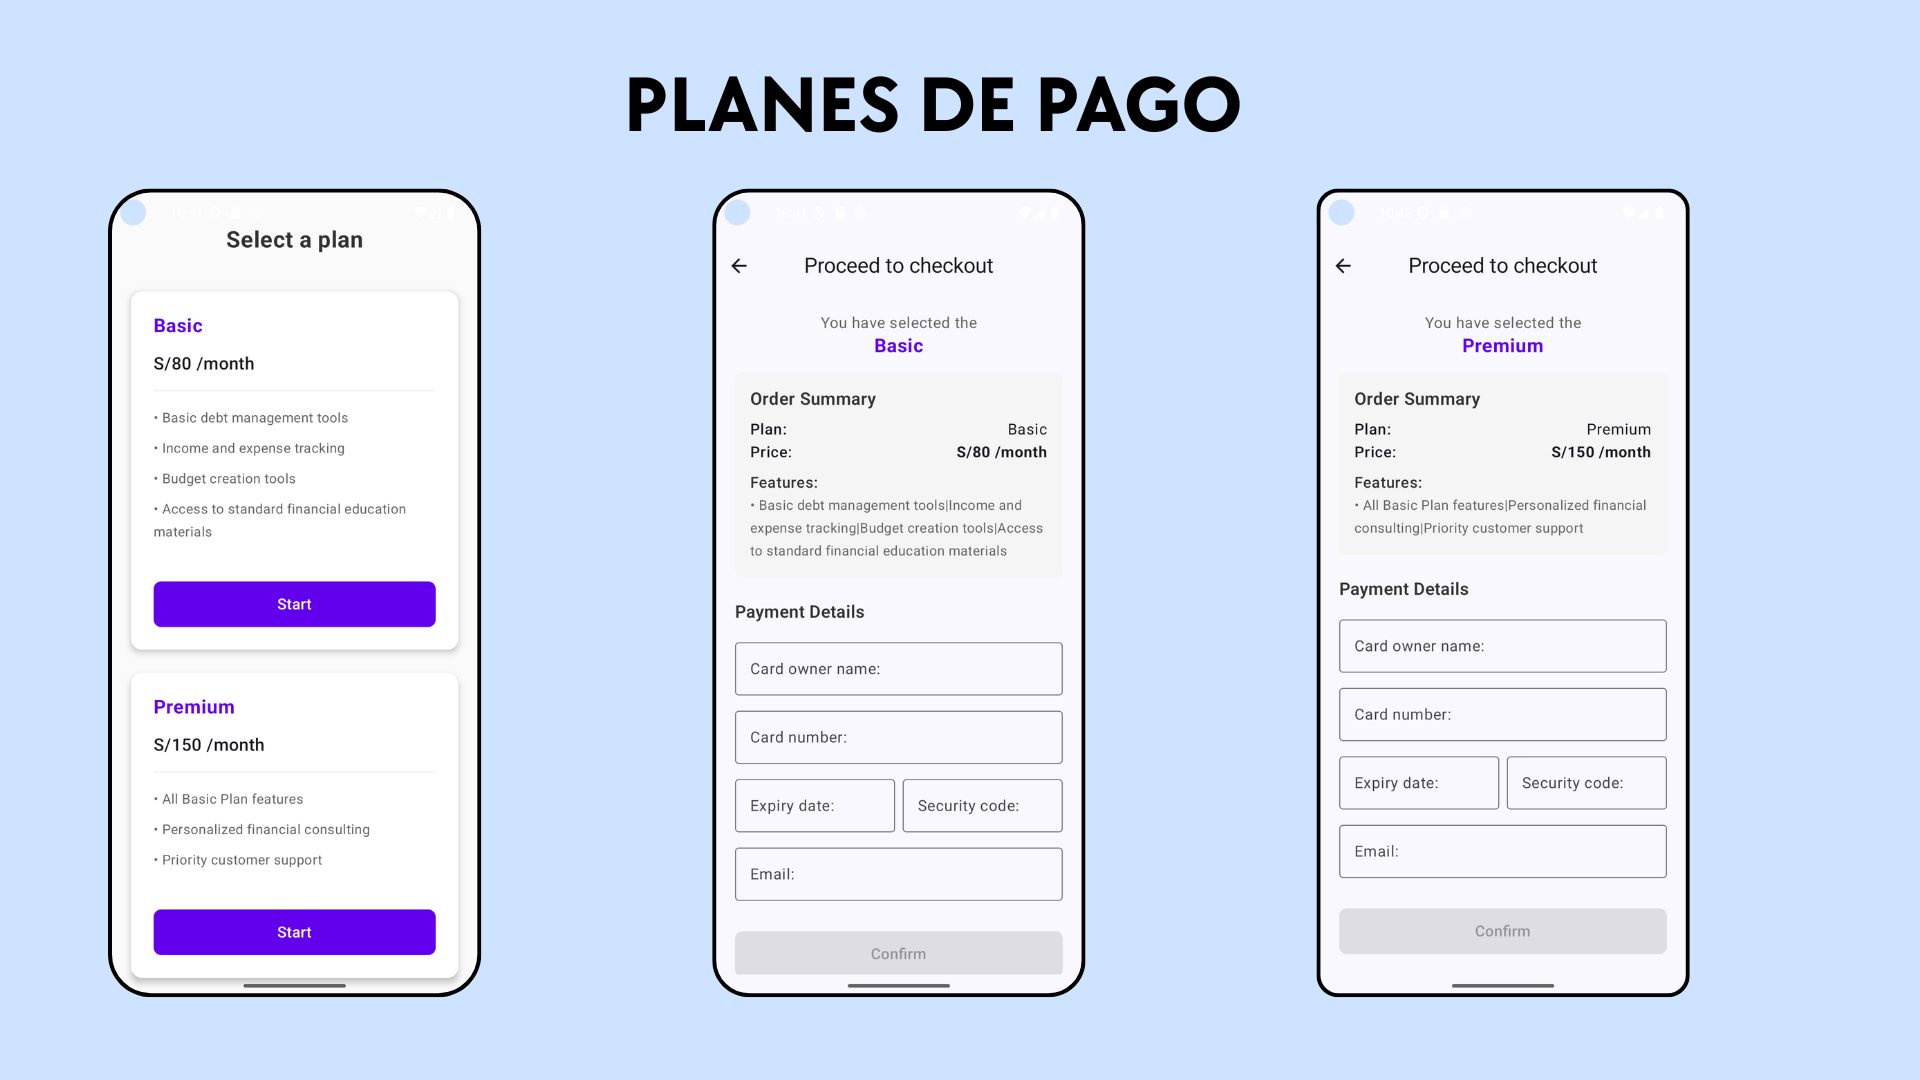 PLANES DE PAGO
Select a plan
Basic
S/80 /month
• Basic debt management tools
• Income and expense tracking
• Budget creation tools
• Access to standard financial education
materials
Start
Premium
S/150 /month
• All Basic Plan features
• Personalized financial consulting
• Priority customer support
Start
Proceed to checkout
You have selected the
Basic
Order Summary
Plan: Basic
Price: S/80 /month
Features:
• Basic debt management tools|Income and
expense tracking|Budget creation tools|Access
to standard financial education materials
Payment Details
Card owner name:
Card number:
Expiry date: Security code:
Email:
Confirm
Proceed to checkout
You have selected the
Premium
Order Summary
Plan: Premium
Price: S/150 /month
Features:
• All Basic Plan features|Personalized financial
consulting|Priority customer support
Payment Details
Card owner name:
Card number:
Expiry date: Security code:
Email:
Confirm